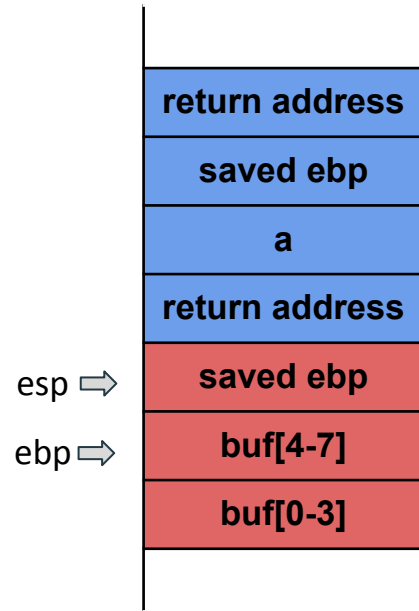 return address
saved ebp
a
return address
esp
saved ebp
ebp
buf[4-7]
buf[0-3]